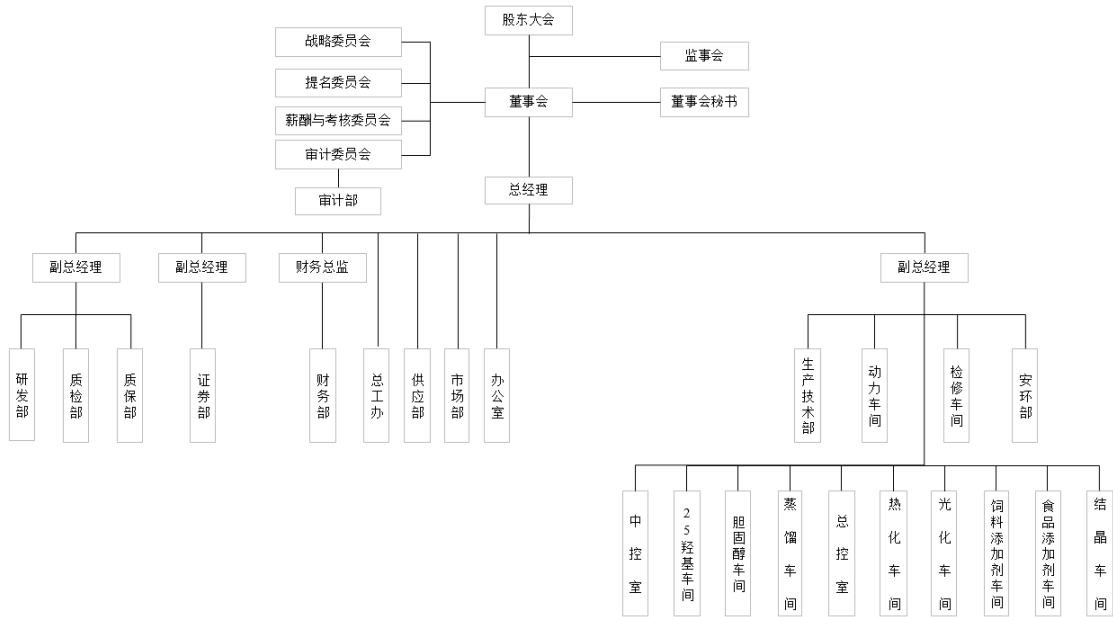 股东大会
战略委员会
监事会
提名委员会
董事会
董事会秘书
薪酬与考核委员会
审计委员会
总经理
审计部
副总经理
副总经理
财务总监
副总经理
研发部
质检部
质保部
证券部
财务部
总工办
供应部
市场部
办公室
生产技术部
动力车间
检修车间
安环部
中控室
25羟基车间
胆固醇车间
蒸馏车间
总控室
热化车间
光化车间
饲料添加剂车间
食品添加剂车间
结晶车间